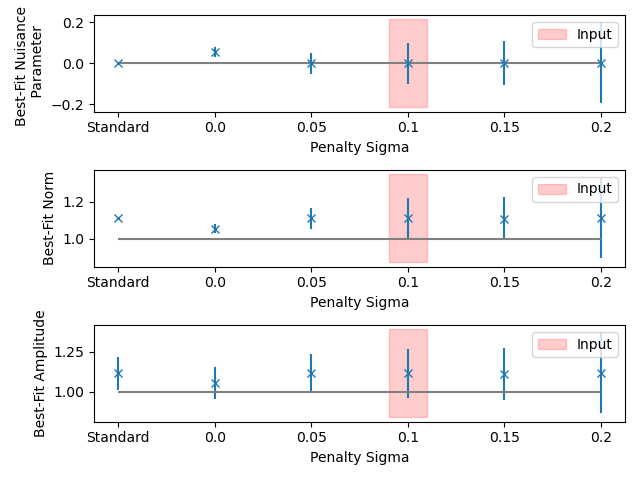 Best-Fit Nuisance
Parameter
0.2
0.0
−0.2
Input
Standard 0.0 0.05 0.1 0.15 0.2
Penalty Sigma
Best-Fit Norm
1.2
1.0
Input
Standard 0.0 0.05 0.1 0.15 0.2
Penalty Sigma
Best-Fit Amplitude
1.25
1.00
Input
Standard 0.0 0.05 0.1 0.15 0.2
Penalty Sigma